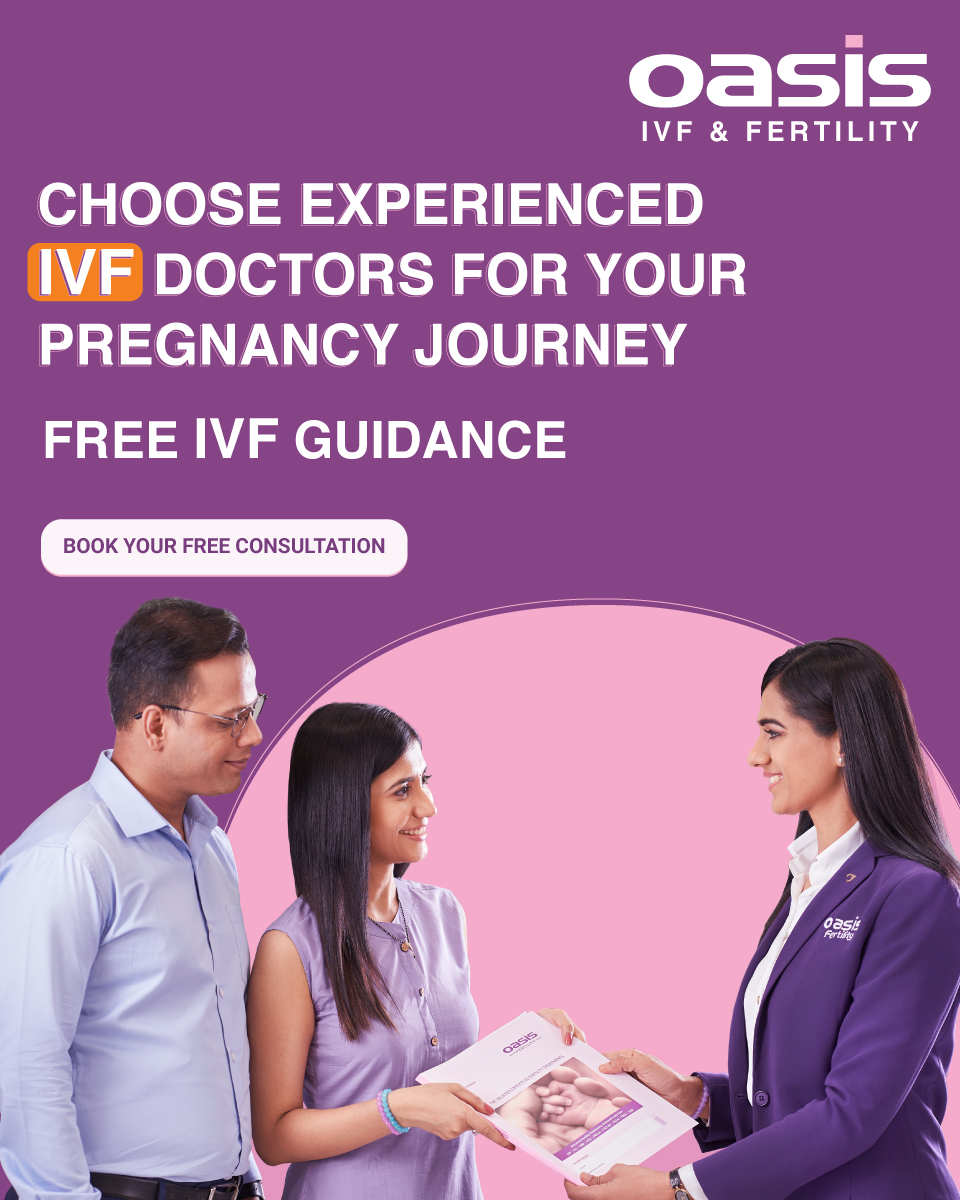 oasis
IVF & FERTILITY
CHOOSE EXPERIENCED
IVF DOCTORS FOR YOUR
PREGNANCY JOURNEY
FREE IVF GUIDANCE
BOOK YOUR FREE CONSULTATION
oasis
Fertility
oasis
FERTILITY